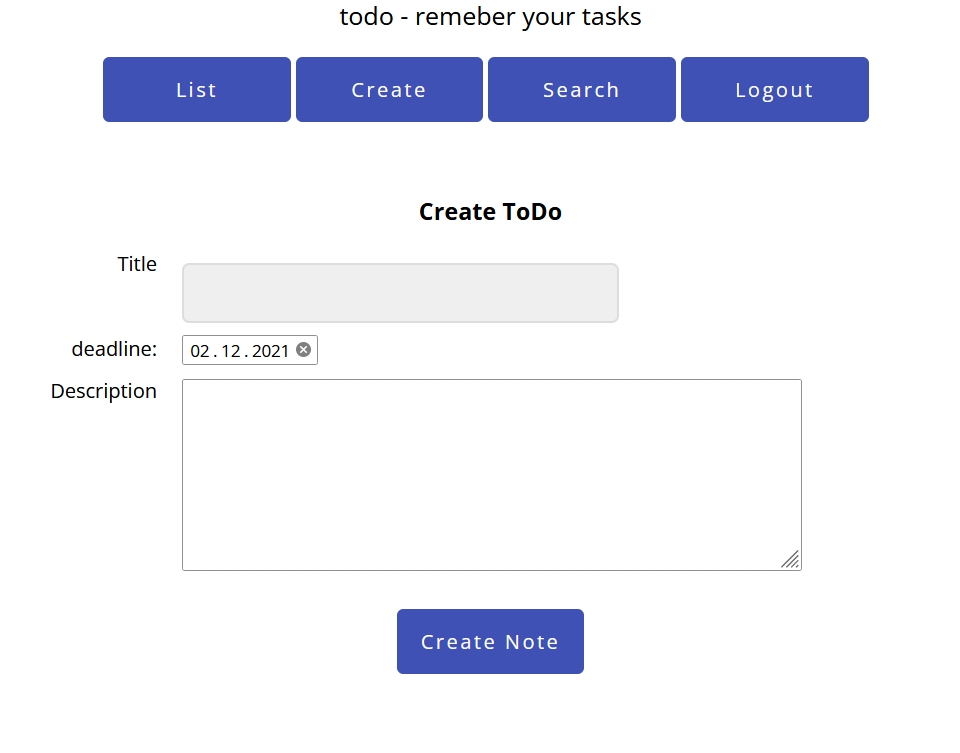 todo - remeber your tasks
List Create Search Logout
Create ToDo
Title
deadline: 02.12.2021
Description
Create Note